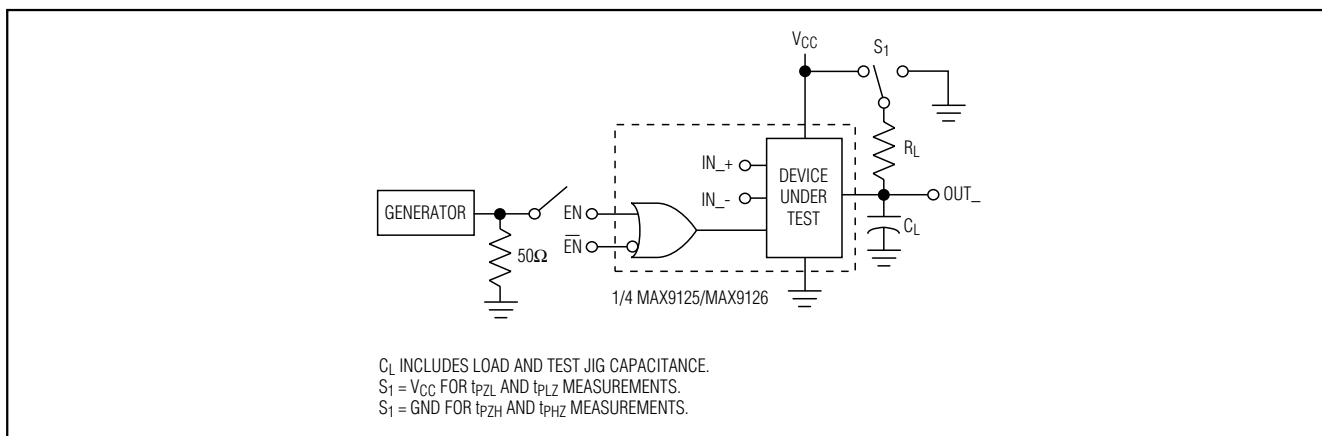 VCC
S1
RL
IN_+
IN_-
DEVICE
UNDER
TEST
OUT_
CL
GENERATOR
EN
E̅N̅
50Ω
1/4 MAX9125/MAX9126
CL INCLUDES LOAD AND TEST JIG CAPACITANCE.
S1 = VCC FOR tPZL AND tPLZ MEASUREMENTS.
S1 = GND FOR tPZH AND tPHZ MEASUREMENTS.